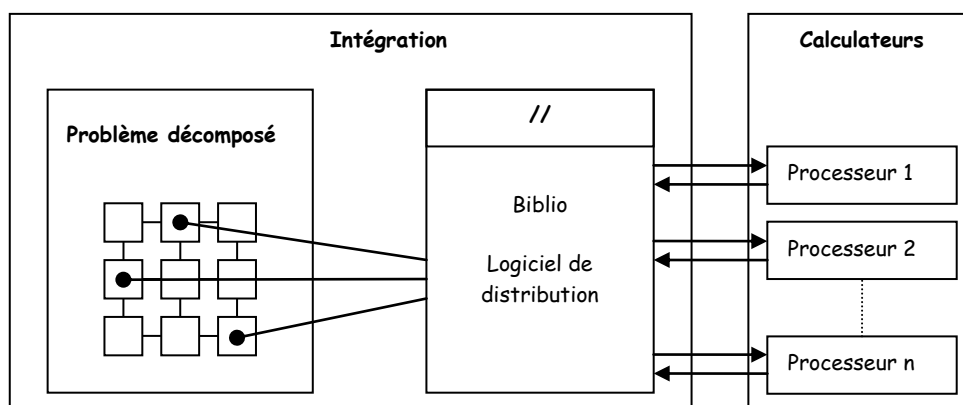 Intégration
Calculateurs
Problème décomposé
//
Biblio
Logiciel de
distribution
Processeur 1
Processeur 2
Processeur n